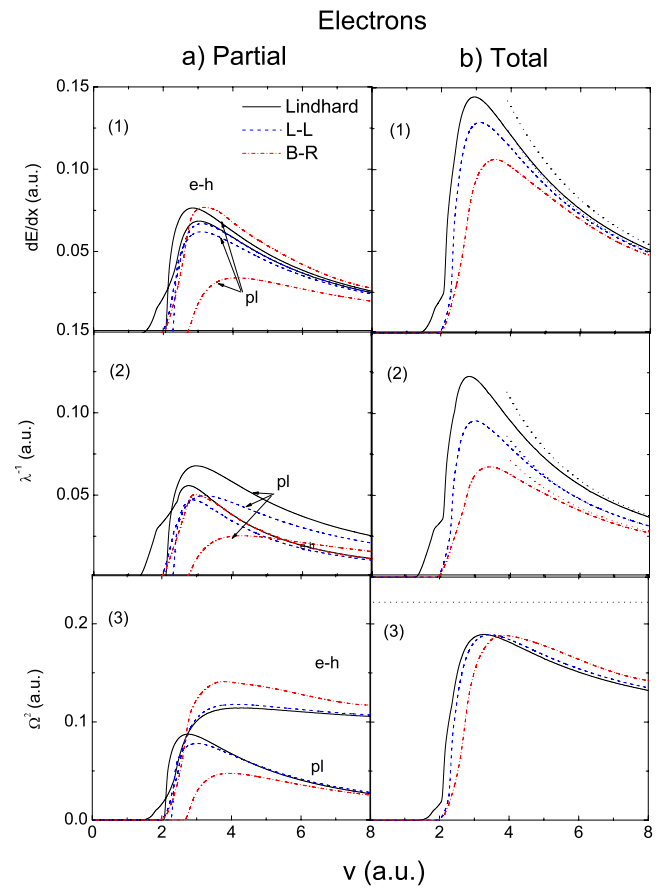 Electrons
a) Partial
b) Total
0.15
(1)
Lindhard
L-L
B-R
(1)
e-h
0.10
dE/dx (a.u.)
0.05
pl
0.15
(2)
(2)
0.10
λ⁻¹ (a.u.)
pl
0.05
(3)
(3)
0.2
e-h
Ω² (a.u.)
0.1
pl
0.0
0 2 4 6 8 2 4 6 8
v (a.u.)